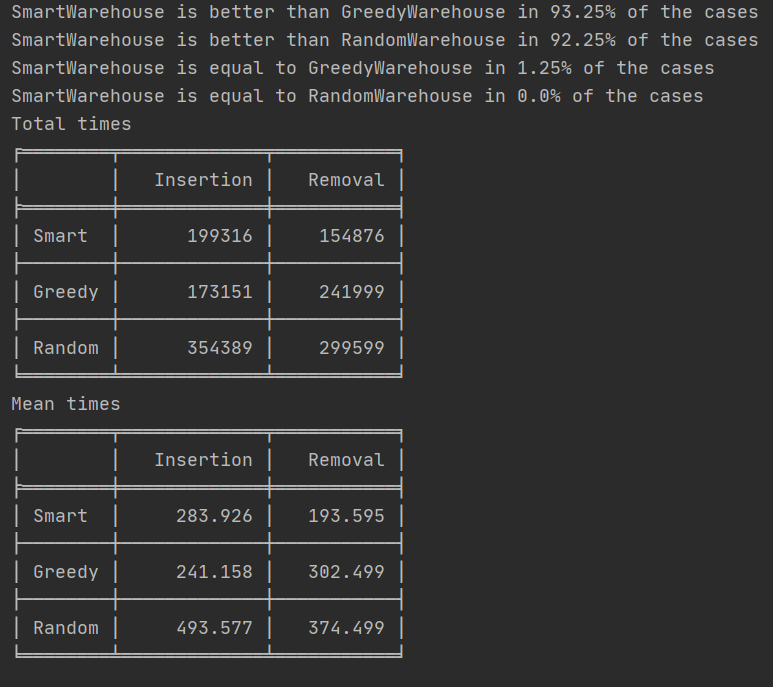 SmartWarehouse is better than GreedyWarehouse in 93.25% of the cases
SmartWarehouse is better than RandomWarehouse in 92.25% of the cases
SmartWarehouse is equal to GreedyWarehouse in 1.25% of the cases
SmartWarehouse is equal to RandomWarehouse in 0.0% of the cases
Total times
Insertion Removal
Smart 199316 154876
Greedy 173151 241999
Random 354389 299599
Mean times
Insertion Removal
Smart 283.926 193.595
Greedy 241.158 302.499
Random 493.577 374.499